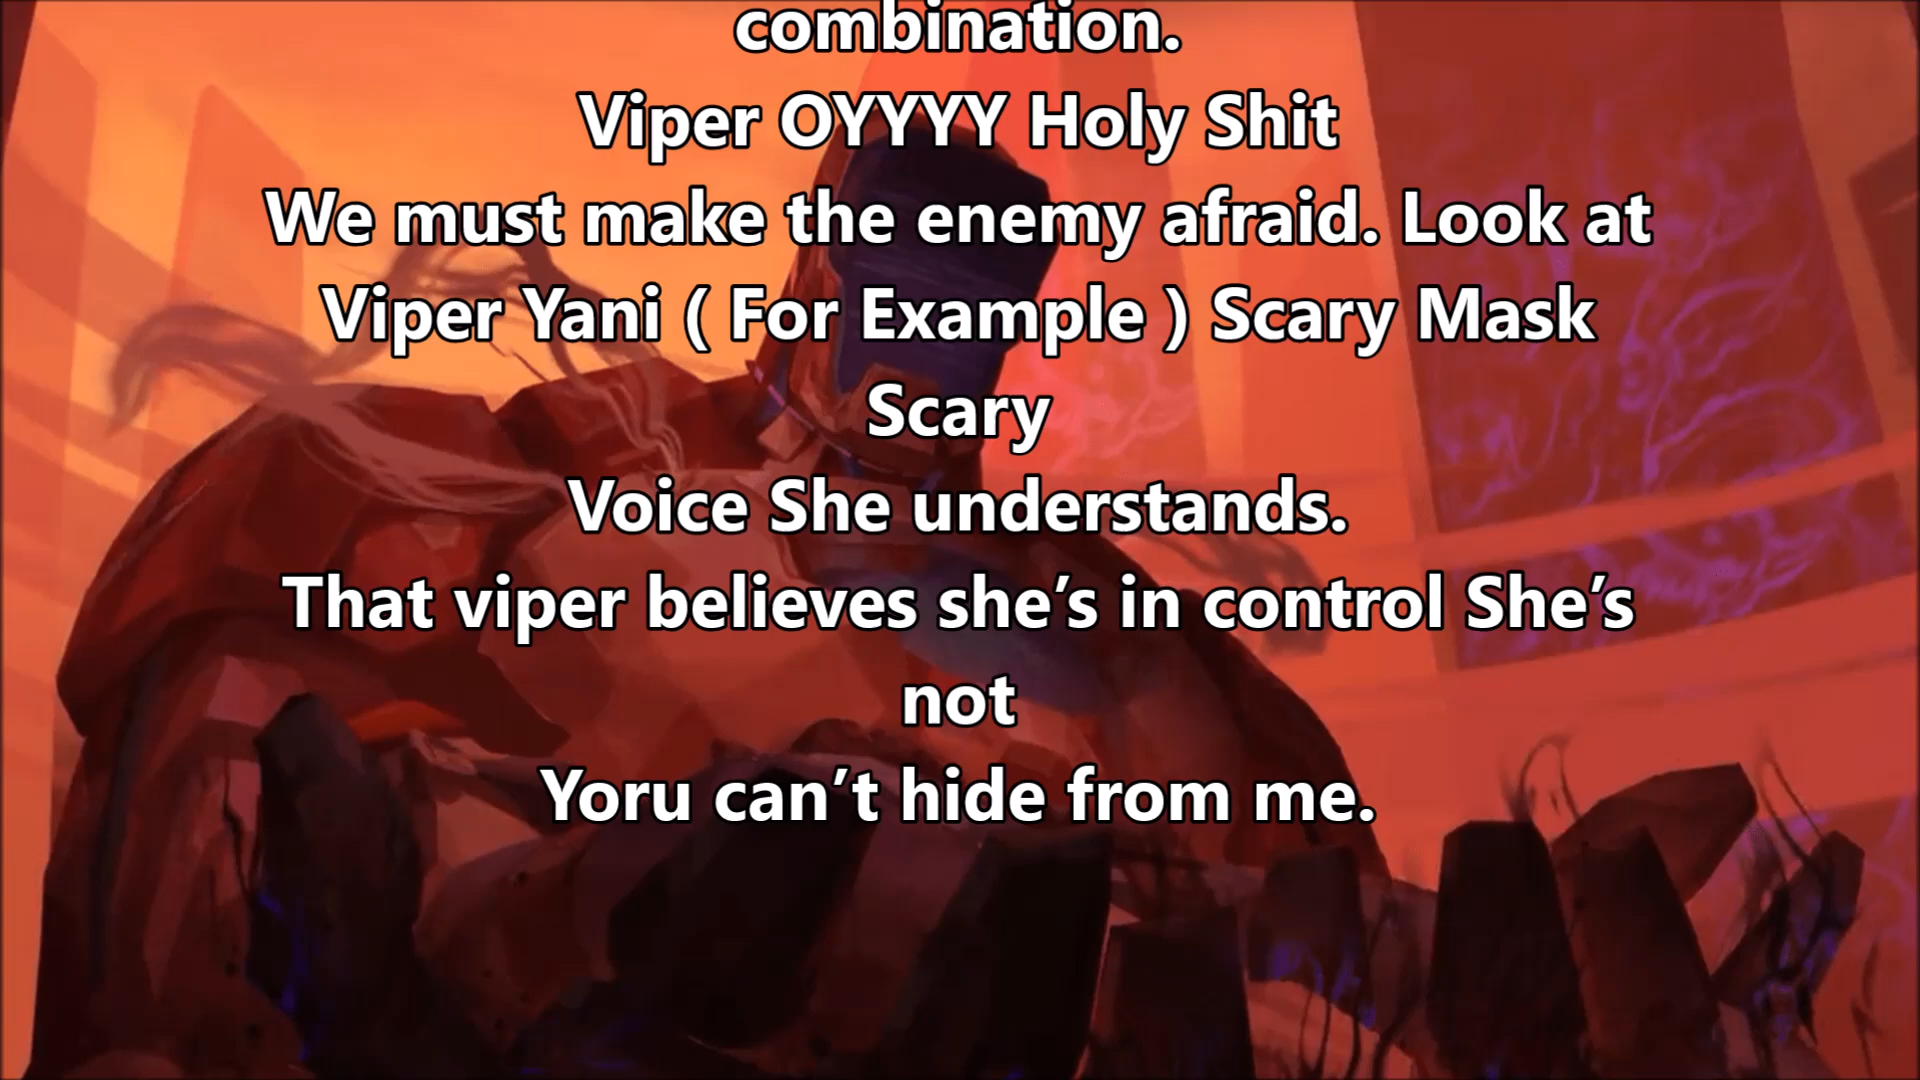 combination.
Viper OYYYY Holy Shit
We must make the enemy afraid. Look at
Viper Yani ( For Example ) Scary Mask
Scary
Voice She understands.
That viper believes she’s in control She’s
not
Yoru can’t hide from me.